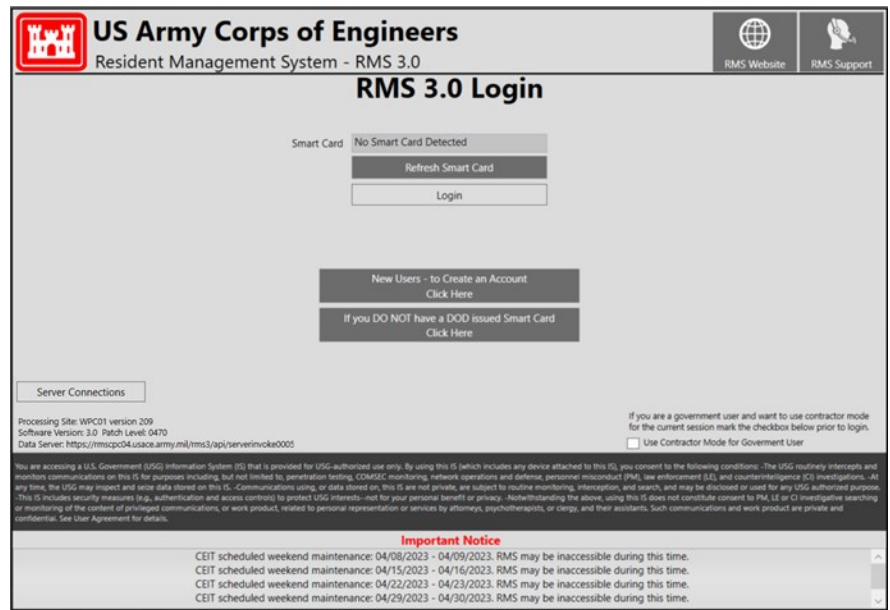 US Army Corps of Engineers
Resident Management System - RMS 3.0
RMS Website
RMS Support
RMS 3.0 Login
Smart Card
No Smart Card Detected
Refresh Smart Card
Login
New Users - to Create an Account
Click Here
If you DO NOT have a DOD issued Smart Card
Click Here
Server Connections
Processing Site: WPC01 version 209
Software Version: 3.0 Patch Level: 0470
Data Server: https://rmscpc04.usace.army.mil/rms3/api/serverinvoke0005
If you are a government user and want to use contractor mode
for the current session mark the checkbox below prior to login.
Use Contractor Mode for Goverment User
You are accessing a U.S. Government (USG) Information System (IS) that is provided for USG-authorized use only. By using this IS (which includes any device attached to this IS), you consent to the following conditions: -The USG routinely intercepts and
monitors communications on this IS for purposes including, but not limited to, penetration testing, COMSEC monitoring, network operations and defense, personnel misconduct (PM), law enforcement (LE), and counterintelligence (CI) investigations. -At
any time, the USG may inspect and seize data stored on this IS. -Communications using, or data stored on, this IS are not private, are subject to routine monitoring, interception, and search, and may be disclosed or used for any USG authorized purpose.
-This IS includes security measures (e.g., authentication and access controls) to protect USG interests--not for your personal benefit or privacy. -Notwithstanding the above, using this IS does not constitute consent to PM, LE or CI investigative searching
or monitoring of the content of privileged communications, or work product, related to personal representation or services by attorneys, psychotherapists, or clergy, and their assistants. Such communications and work product are private and
confidential. See User Agreement for details.
Important Notice
CEIT scheduled weekend maintenance: 04/08/2023 - 04/09/2023. RMS may be inaccessible during this time.
CEIT scheduled weekend maintenance: 04/15/2023 - 04/16/2023. RMS may be inaccessible during this time.
CEIT scheduled weekend maintenance: 04/22/2023 - 04/23/2023. RMS may be inaccessible during this time.
CEIT scheduled weekend maintenance: 04/29/2023 - 04/30/2023. RMS may be inaccessible during this time.